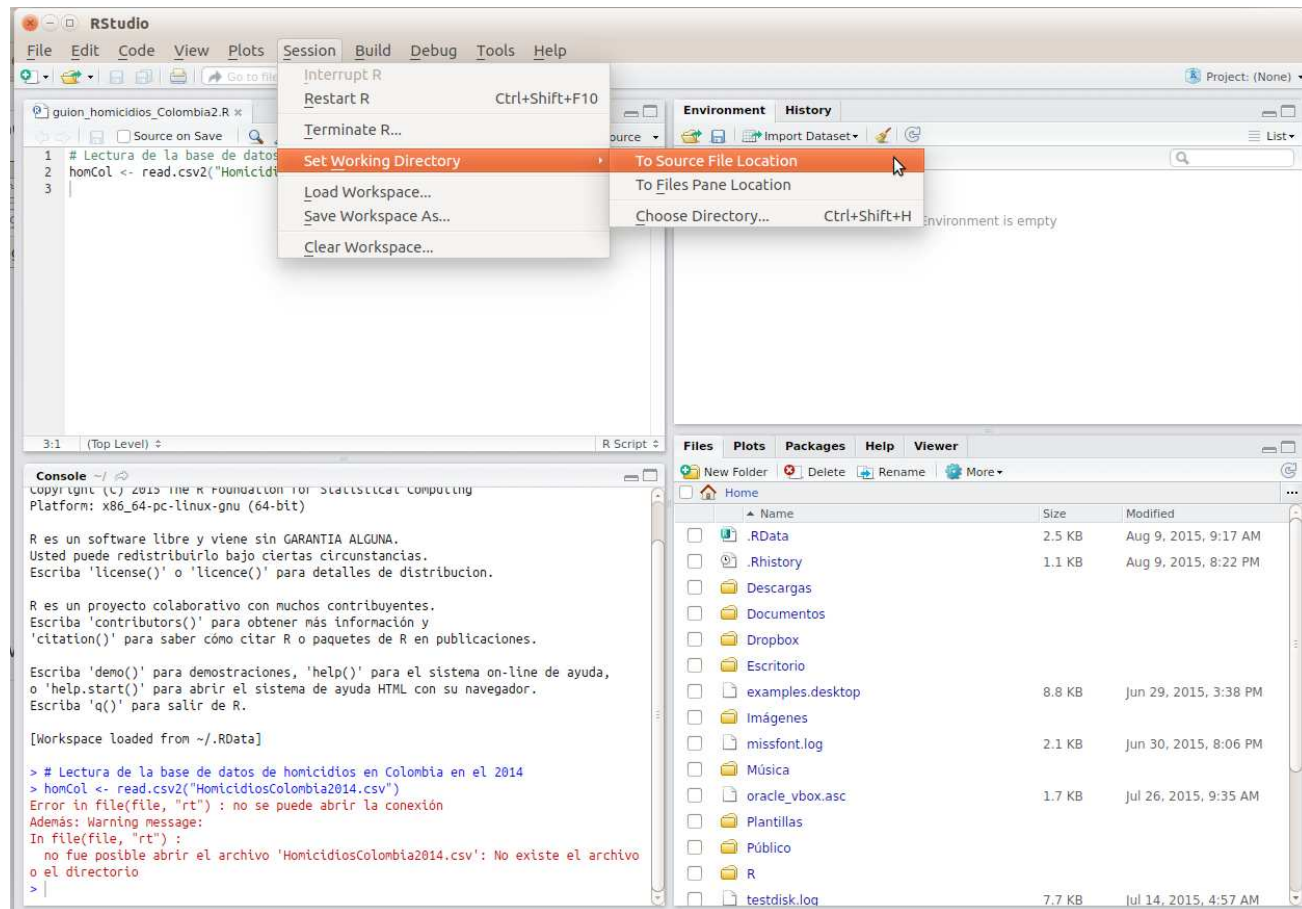 RStudio
File Edit Code View Plots Session Build Debug Tools Help
Go to file
Project: (None)
Interrupt R
Restart R Ctrl+Shift+F10
Terminate R...
Set Working Directory
Load Workspace...
Save Workspace As...
Clear Workspace...
To Source File Location
To Files Pane Location
Choose Directory... Ctrl+Shift+H
guion_homicidios_Colombia2.R
Source on Save
1 # Lectura de la base de datos
2 homCol <- read.csv2("Homicidi
3
3:1 (Top Level) R Script
Environment History
Import Dataset List
Environment is empty
Console ~/
Copyright (C) 2015 The R Foundation for Statistical Computing
Platform: x86_64-pc-linux-gnu (64-bit)
R es un software libre y viene sin GARANTIA ALGUNA.
Usted puede redistribuirlo bajo ciertas circunstancias.
Escriba 'license()' o 'licence()' para detalles de distribucion.
R es un proyecto colaborativo con muchos contribuyentes.
Escriba 'contributors()' para obtener más información y
'citation()' para saber cómo citar R o paquetes de R en publicaciones.
Escriba 'demo()' para demostraciones, 'help()' para el sistema on-line de ayuda,
o 'help.start()' para abrir el sistema de ayuda HTML con su navegador.
Escriba 'q()' para salir de R.
[Workspace loaded from ~/.RData]
> # Lectura de la base de datos de homicidios en Colombia en el 2014
> homCol <- read.csv2("HomicidiosColombia2014.csv")
Error in file(file, "rt") : no se puede abrir la conexión
Además: Warning message:
In file(file, "rt") :
no fue posible abrir el archivo 'HomicidiosColombia2014.csv': No existe el archivo
o el directorio
>
Files Plots Packages Help Viewer
New Folder Delete Rename More
Home
Name Size Modified
.RData 2.5 KB Aug 9, 2015, 9:17 AM
.Rhistory 1.1 KB Aug 9, 2015, 8:22 PM
Descargas
Documentos
Dropbox
Escritorio
examples.desktop 8.8 KB Jun 29, 2015, 3:38 PM
Imágenes
missfont.log 2.1 KB Jun 30, 2015, 8:06 PM
Música
oracle_vbox.asc 1.7 KB Jul 26, 2015, 9:35 AM
Plantillas
Público
R
testdisk.log 7.7 KB Jul 14, 2015, 4:57 AM